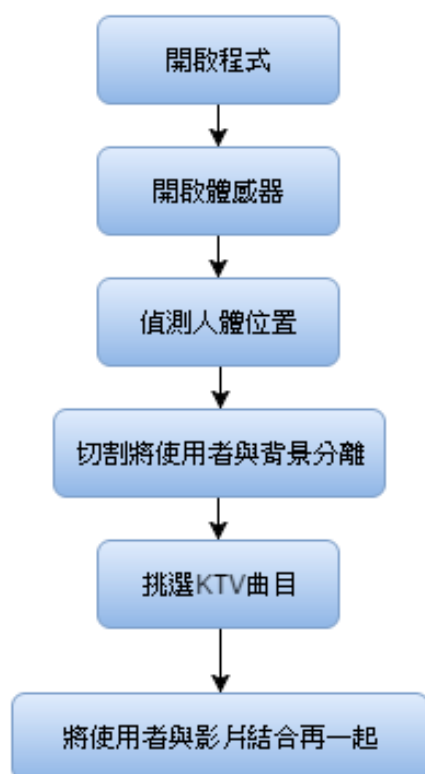 開啟程式
開啟體感器
偵測人體位置
切割將使用者與背景分離
挑選KTV曲目
將使用者與影片結合再一起